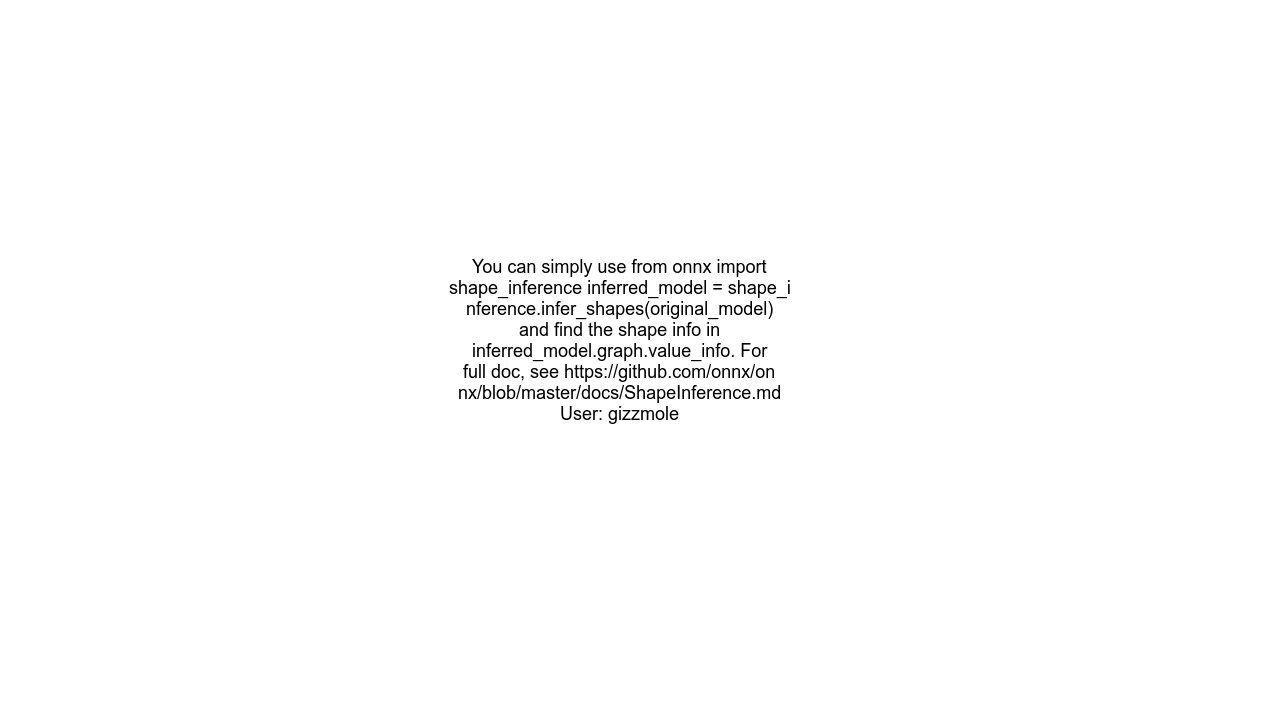 You can simply use from onnx import
shape_inference inferred_model = shape_i
nference.infer_shapes(original_model)
and find the shape info in
inferred_model.graph.value_info. For
full doc, see https://github.com/onnx/on
nx/blob/master/docs/ShapeInference.md
User: gizzmole